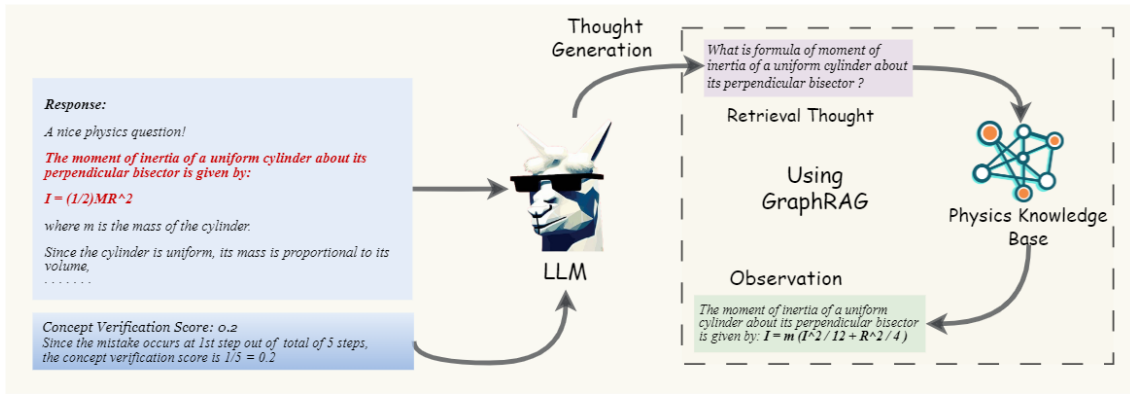 Response:
A nice physics question!
The moment of inertia of a uniform cylinder about its
perpendicular bisector is given by:
I = (1/2)MR^2
where m is the mass of the cylinder.
Since the cylinder is uniform, its mass is proportional to its
volume,
. . . . . . .
Concept Verification Score: 0.2
Since the mistake occurs at 1st step out of total of 5 steps,
the concept verification score is 1/5 = 0.2
LLM
Thought
Generation
What is formula of moment of
inertia of a uniform cylinder about
its perpendicular bisector ?
Retrieval Thought
Using
GraphRAG
Physics Knowledge
Base
Observation
The moment of inertia of a uniform
cylinder about its perpendicular bisector
is given by: I = m (I^2 / 12 + R^2 / 4 )